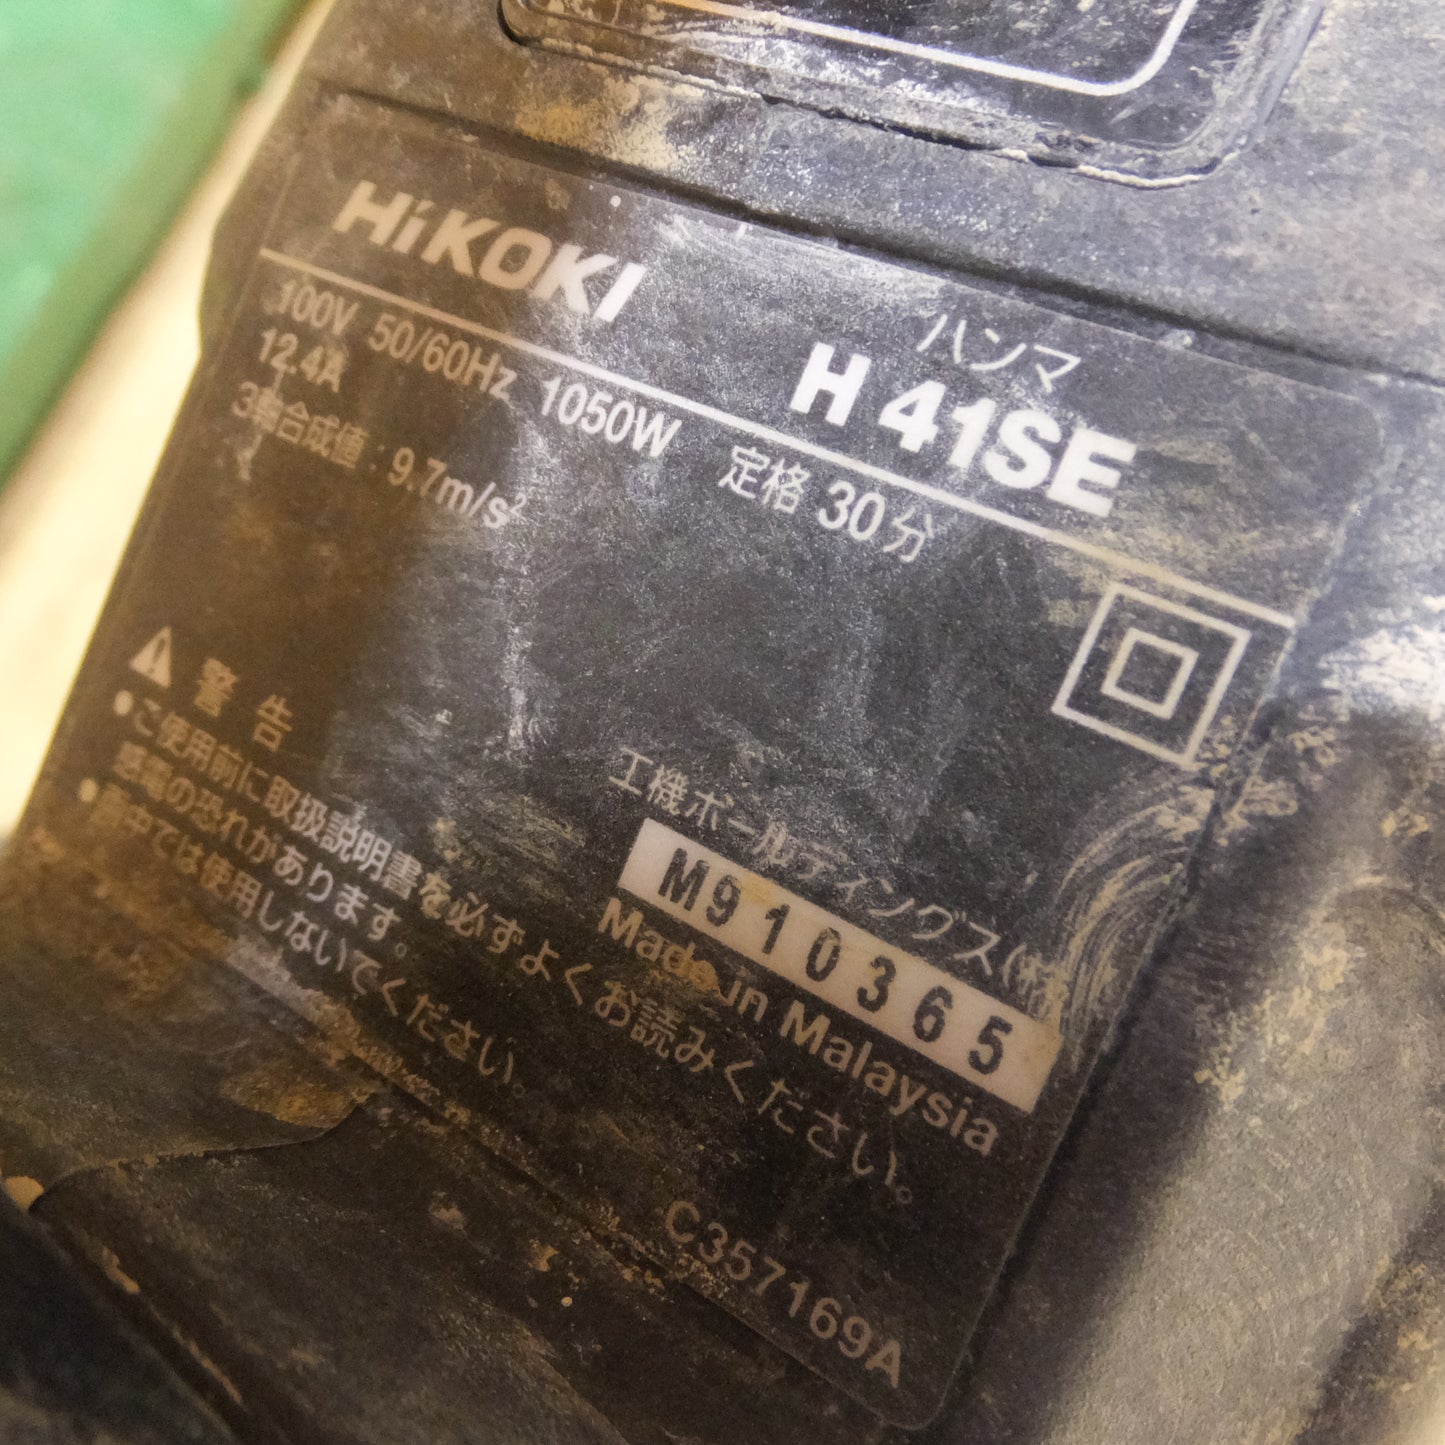 HiKOKI
ハンマ
H 41SE
100V 50/60Hz 1050W 定格 30分
12.4A
3軸合成値:9.7m/s²
警告
●ご使用前に取扱説明書を必ずよくお読みください。
感電の恐れがあります。
●雨中では使用しないでください。
工機ホールディングス(株)
M910365
Made in Malaysia
C357169A